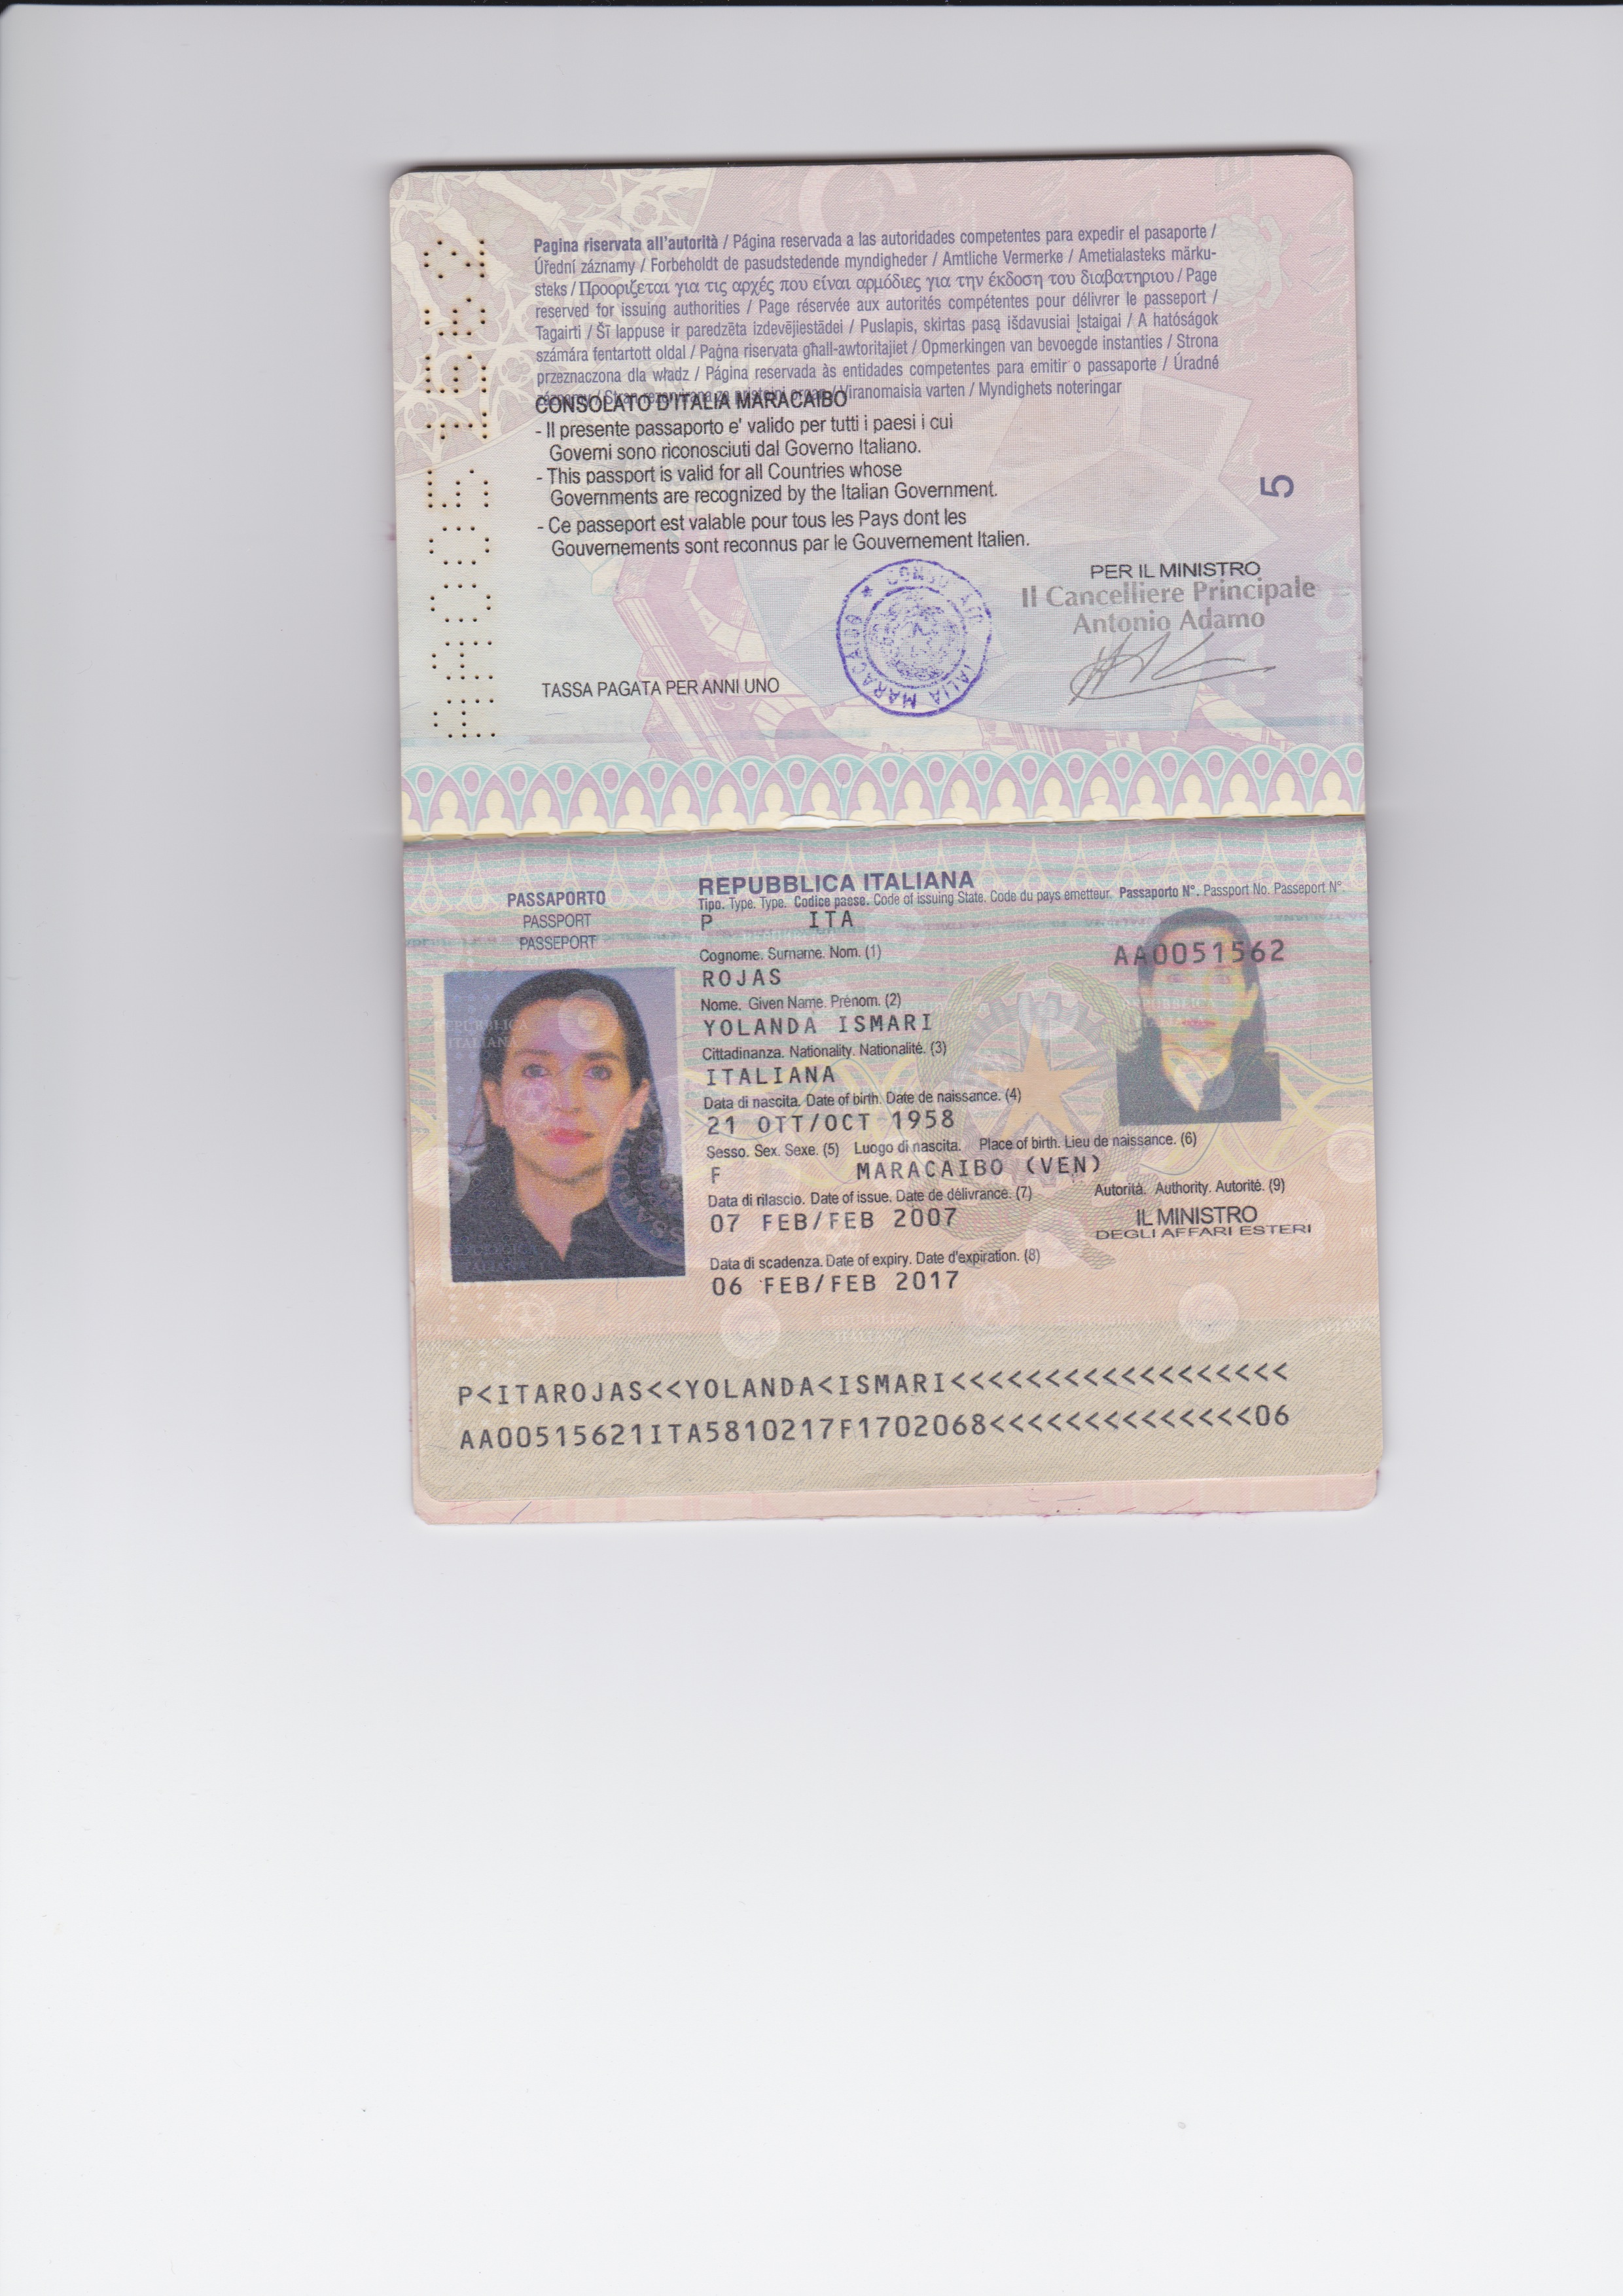 Pagina riservata all'autorità / Página reservada a las autoridades competentes para expedir el pasaporte /
Úřední záznamy / Forbeholdt de pasudstedende myndigheder / Amtliche Vermerke / Ametialasteks märku-
steks / Προορίζεται για τις αρχές που είναι αρμόδιες για την έκδοση του διαβατηρίου / Page
reserved for issuing authorities / Page réservée aux autorités compétentes pour délivrer le passeport /
Tagairti / Šī lappuse ir paredzēta izdevējiestādei / Puslapis, skirtas pasą išdavusiai Įstaigai / A hatóságok
számára fentartott oldal / Paġna riservata għall-awtoritajiet / Opmerkingen van bevoegde instanties / Strona
przeznaczona dla władz / Página reservada às entidades competentes para emitir o passaporte / Úradné
záznamy / Stran rezervirana za pristojni organ / Viranomaisia varten / Myndighets noteringar
CONSOLATO D'ITALIA MARACAIBO
- Il presente passaporto e' valido per tutti i paesi i cui
Governi sono riconosciuti dal Governo Italiano.
- This passport is valid for all Countries whose
Governments are recognized by the Italian Government.
- Ce passeport est valable pour tous les Pays dont les
Gouvernements sont reconnus par le Gouvernement Italien.
5
PER IL MINISTRO
Il Cancelliere Principale
Antonio Adamo
TASSA PAGATA PER ANNI UNO
AA0051562
REPUBBLICA ITALIANA
PASSAPORTO
PASSPORT
PASSEPORT
Tipo. Type. Type. Codice paese. Code of issuing State. Code du pays emetteur. Passaporto N°. Passport No. Passeport N°.
P ITA
AA0051562
Cognome. Surname. Nom. (1)
ROJAS
Nome. Given Name. Prénom. (2)
YOLANDA ISMARI
Cittadinanza. Nationality. Nationalité. (3)
ITALIANA
Data di nascita. Date of birth. Date de naissance. (4)
21 OTT/OCT 1958
Sesso. Sex. Sexe. (5) Luogo di nascita. Place of birth. Lieu de naissance. (6)
F MARACAIBO (VEN)
Data di rilascio. Date of issue. Date de délivrance. (7) Autorità. Authority. Autorité. (9)
07 FEB/FEB 2007 IL MINISTRO
DEGLI AFFARI ESTERI
Data di scadenza. Date of expiry. Date d'expiration. (8)
06 FEB/FEB 2017
P<ITAROJAS<<YOLANDA<ISMARI<<<<<<<<<<<<<<<<<<
AA00515621ITA5810217F1702068<<<<<<<<<<<<<<06